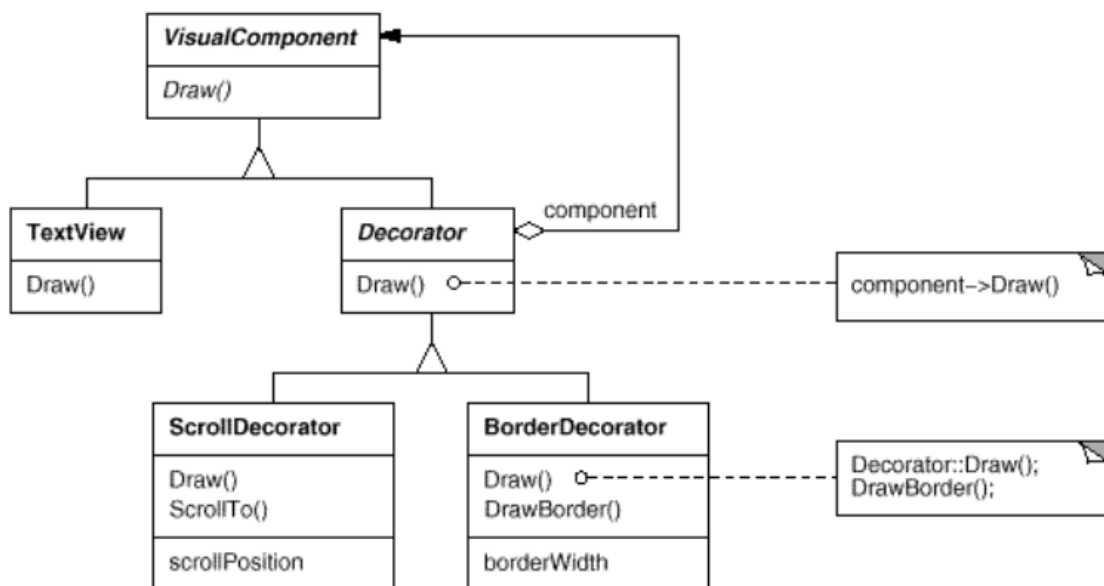 VisualComponent
Draw()
component
TextView
Draw()
Decorator
Draw()
component->Draw()
ScrollDecorator
Draw()
ScrollTo()
scrollPosition
BorderDecorator
Draw()
DrawBorder()
borderWidth
Decorator::Draw();
DrawBorder();